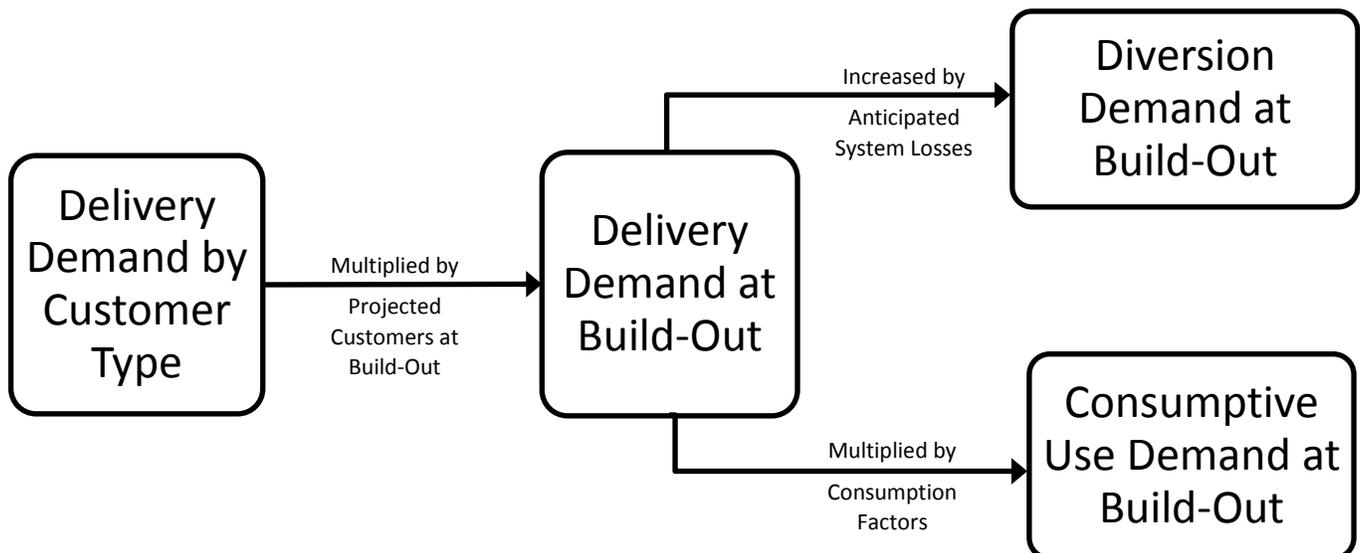 Delivery
Demand by
Customer
Type
Multiplied by
Projected
Customers at
Build-Out
Delivery
Demand at
Build-Out
Increased by
Anticipated
System Losses
Diversion
Demand at
Build-Out
Multiplied by
Consumption
Factors
Consumptive
Use Demand at
Build-Out